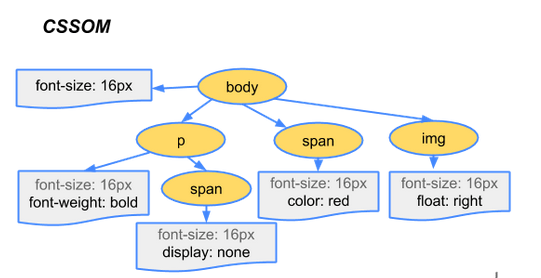 CSSOM
font-size: 16px
body
p
span
img
font-size: 16px
font-weight: bold
span
font-size: 16px
color: red
font-size: 16px
float: right
font-size: 16px
display: none